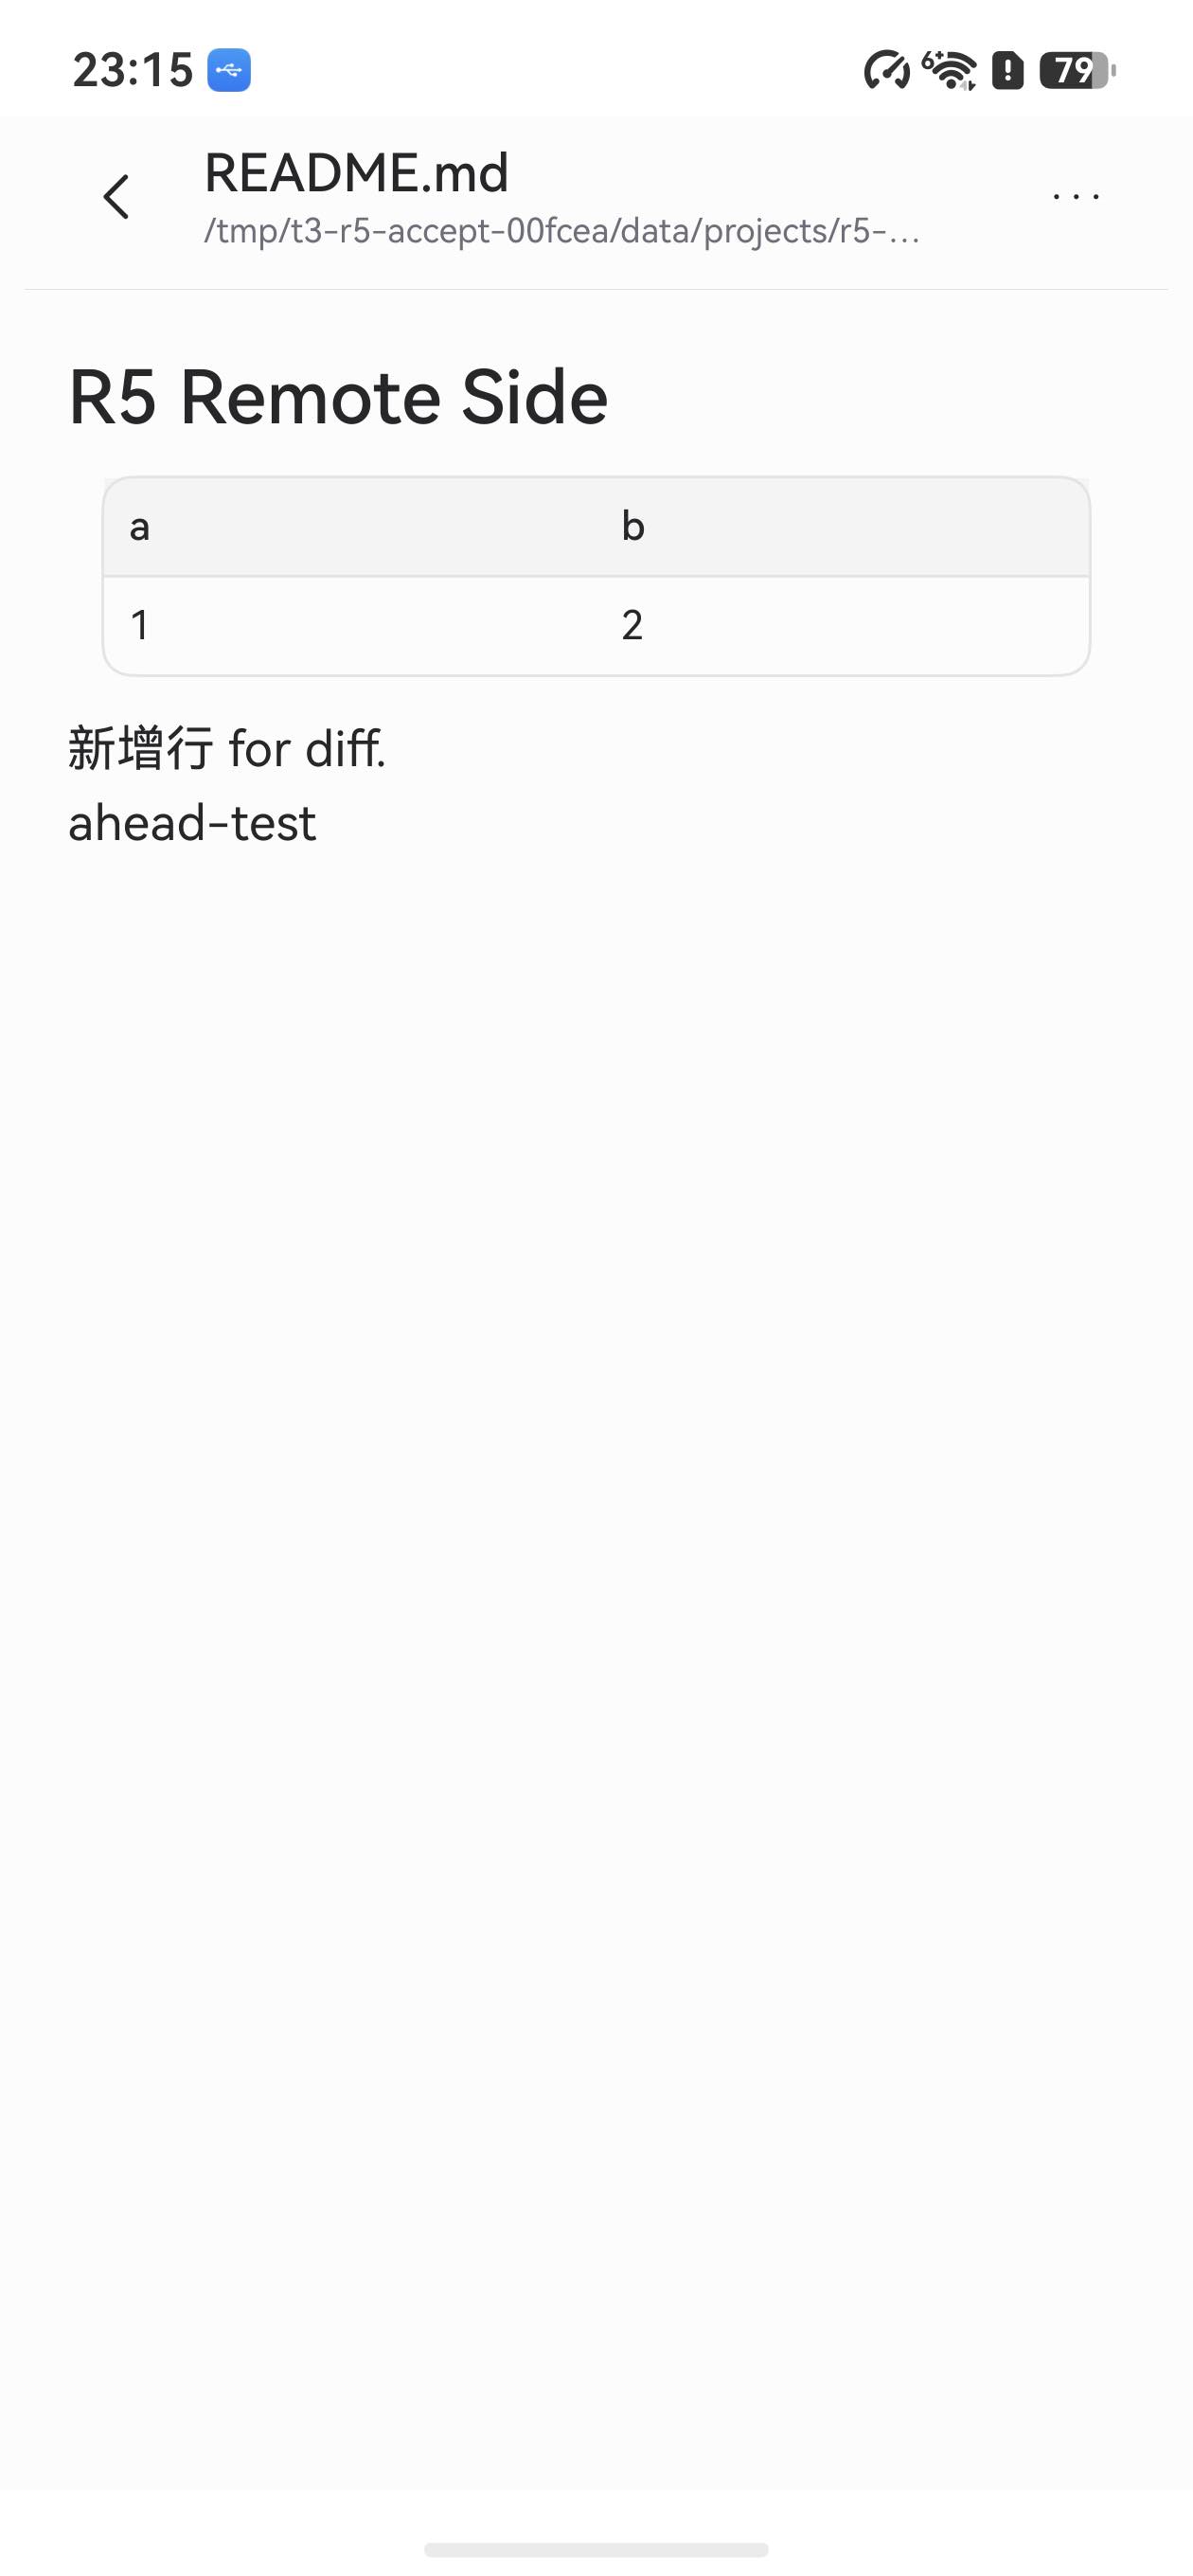 23:15
6+
79
README.md
/tmp/t3-r5-accept-00fcea/data/projects/r5-...
R5 Remote Side
a b
1 2
新增行 for diff.
ahead-test